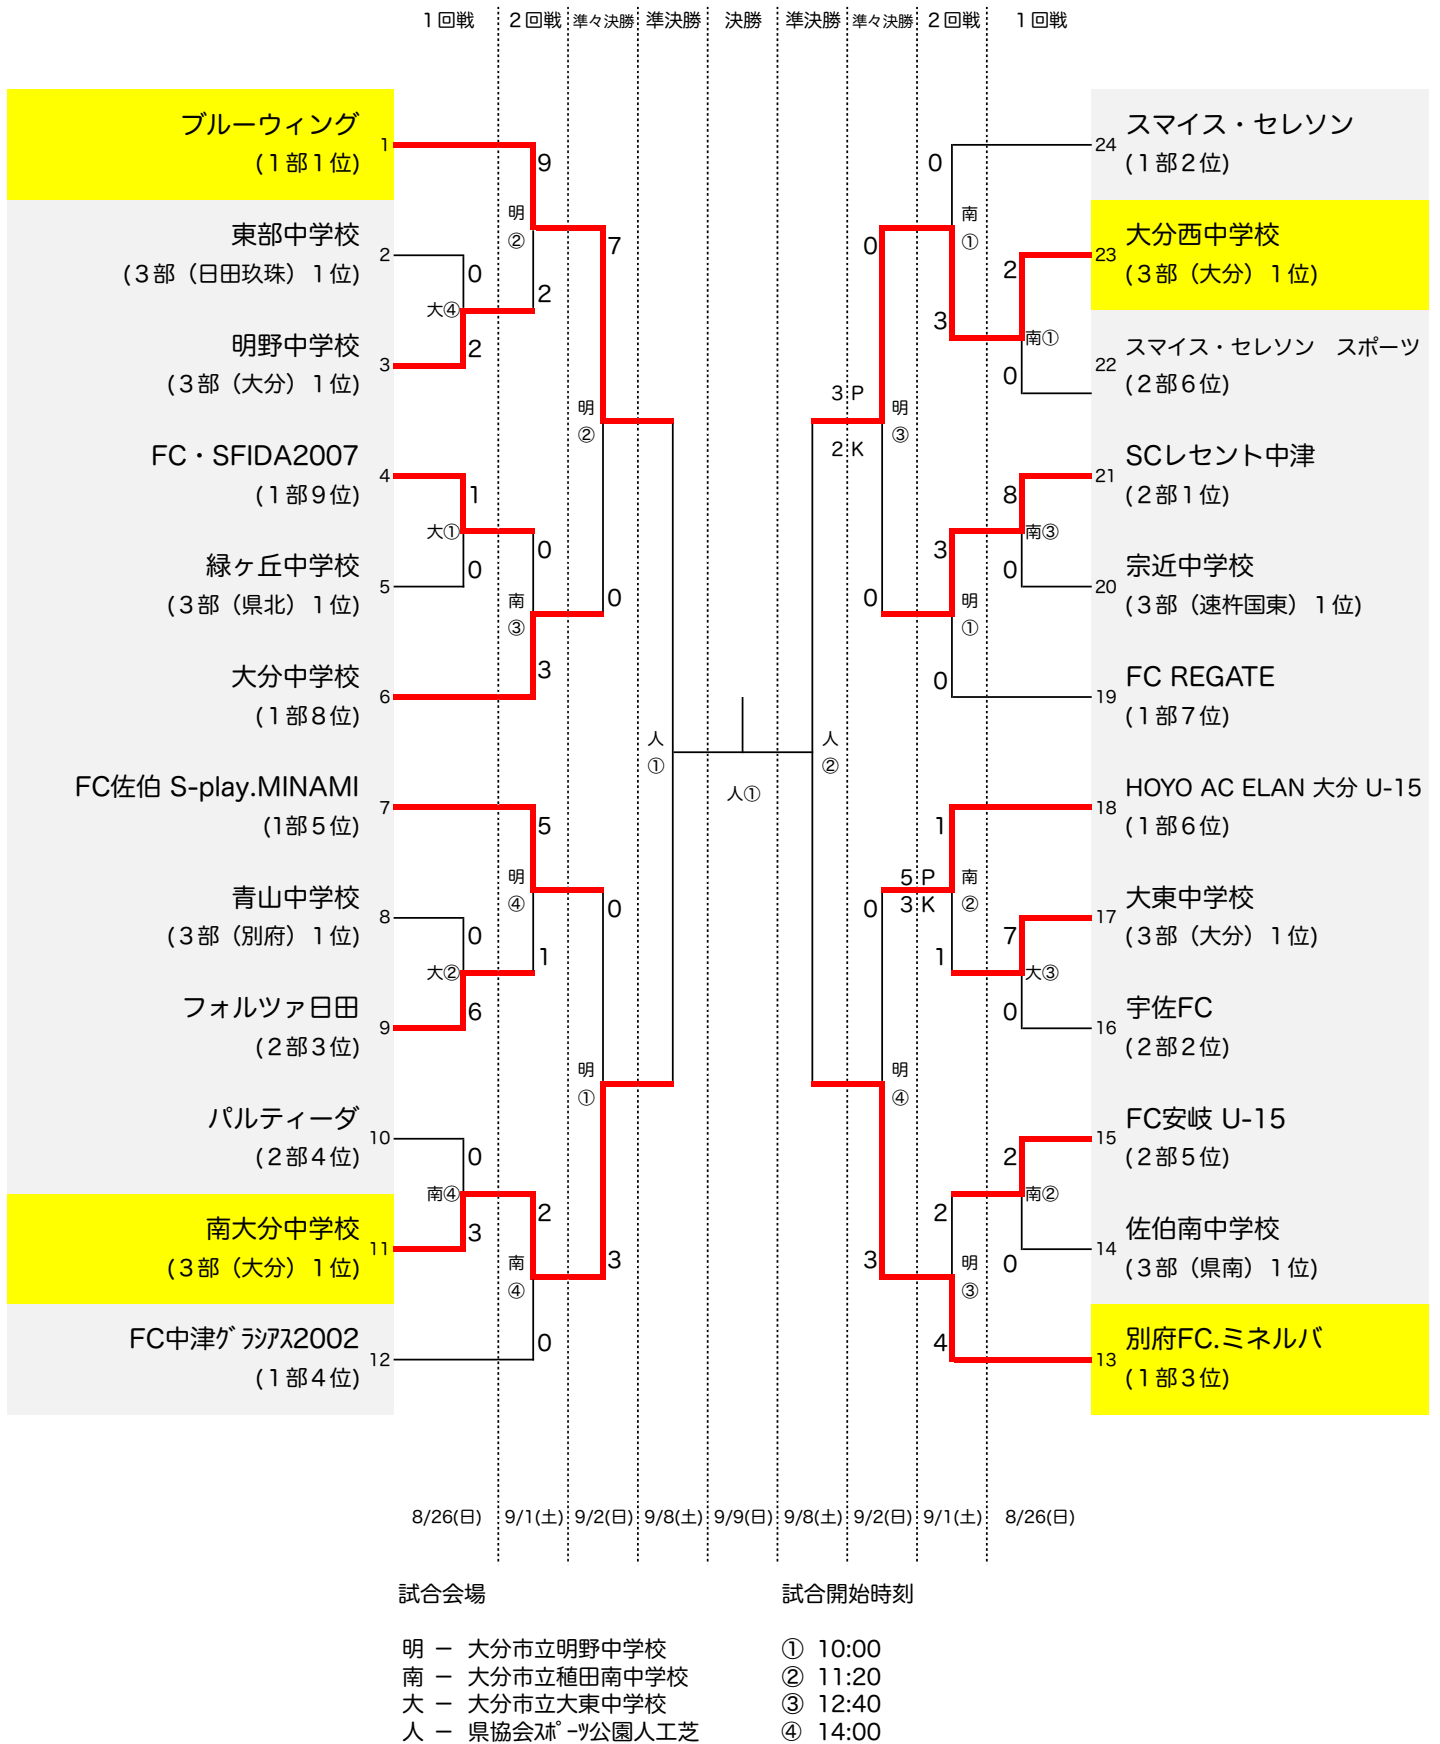 １回戦 ２回戦 準々決勝 準決勝 決勝 準決勝 準々決勝 ２回戦 １回戦
ブルーウィング
(１部１位)
1
東部中学校
(３部（日田玖珠）１位)
2
明野中学校
(３部（大分）１位)
3
FC・SFIDA2007
(１部９位)
4
緑ヶ丘中学校
(３部（県北）１位)
5
大分中学校
(１部８位)
6
FC佐伯 S-play.MINAMI
(1部５位)
7
青山中学校
(３部（別府）１位)
8
フォルツァ日田
(２部３位)
9
パルティーダ
(２部４位)
10
南大分中学校
(３部（大分）１位)
11
FC中津ｸﾞﾗｼｱｽ2002
(１部４位)
12
0
大④
2
1
大①
0
0
大②
6
0
南④
3
9
明
②
2
0
南
③
3
5
明
④
1
2
南
④
0
7
明
②
0
0
明
①
3
人
①
人①
人
②
0
3 P
明
③
2 K
0
0
明
④
3
0
南
①
3
3
明
①
0
1
5 P
南
②
3 K
1
2
明
③
4
2
南①
0
8
南③
0
7
大③
0
2
南②
0
24
スマイス・セレソン
(１部２位)
23
大分西中学校
(３部（大分）１位)
22
スマイス・セレソン　スポーツ
(２部６位)
21
SCレセント中津
(２部１位)
20
宗近中学校
(３部（速杵国東）１位)
19
FC REGATE
(１部７位)
18
HOYO AC ELAN 大分 U-15
(１部６位)
17
大東中学校
(３部（大分）１位)
16
宇佐FC
(２部２位)
15
FC安岐 U-15
(２部５位)
14
佐伯南中学校
(３部（県南）１位)
13
別府FC.ミネルバ
(１部３位)
8/26(日) 9/1(土) 9/2(日) 9/8(土) 9/9(日) 9/8(土) 9/2(日) 9/1(土) 8/26(日)
試合会場
明 － 大分市立明野中学校
南 － 大分市立稙田南中学校
大 － 大分市立大東中学校
人 － 県協会ｽﾎﾟｰﾂ公園人工芝
試合開始時刻
① 10:00
② 11:20
③ 12:40
④ 14:00